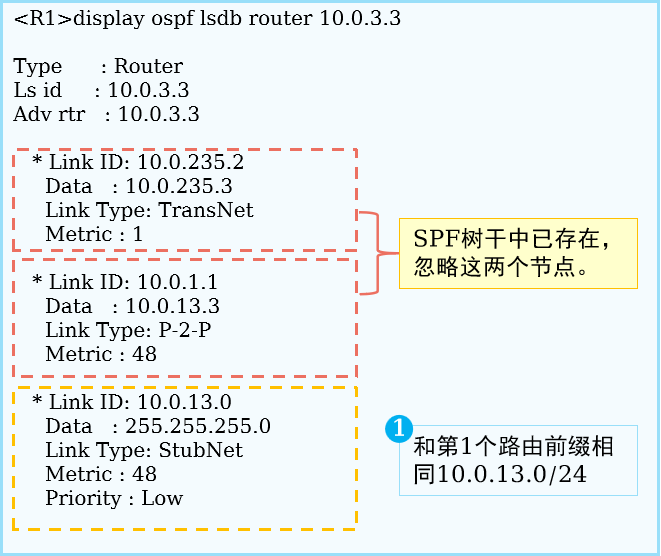 <R1>display ospf lsdb router 10.0.3.3
Type : Router
Ls id : 10.0.3.3
Adv rtr : 10.0.3.3
* Link ID: 10.0.235.2
Data : 10.0.235.3
Link Type: TransNet
Metric : 1
SPF树干中已存在，
忽略这两个节点。
* Link ID: 10.0.1.1
Data : 10.0.13.3
Link Type: P-2-P
Metric : 48
* Link ID: 10.0.13.0
Data : 255.255.255.0
Link Type: StubNet
Metric : 48
Priority : Low
1
和第1个路由前缀相
同10.0.13.0/24